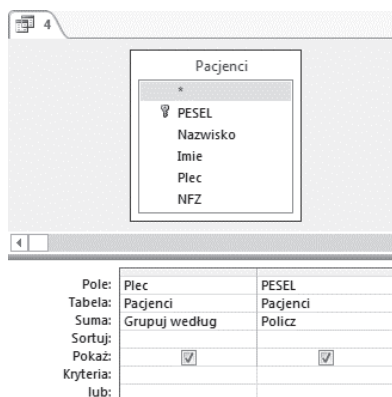 4
Pacjenci
*
PESEL
Nazwisko
Imie
Plec
NFZ
Pole: Plec PESEL
Tabela: Pacjenci Pacjenci
Suma: Grupuj według Policz
Sortuj:
Pokaż:
Kryteria:
lub: